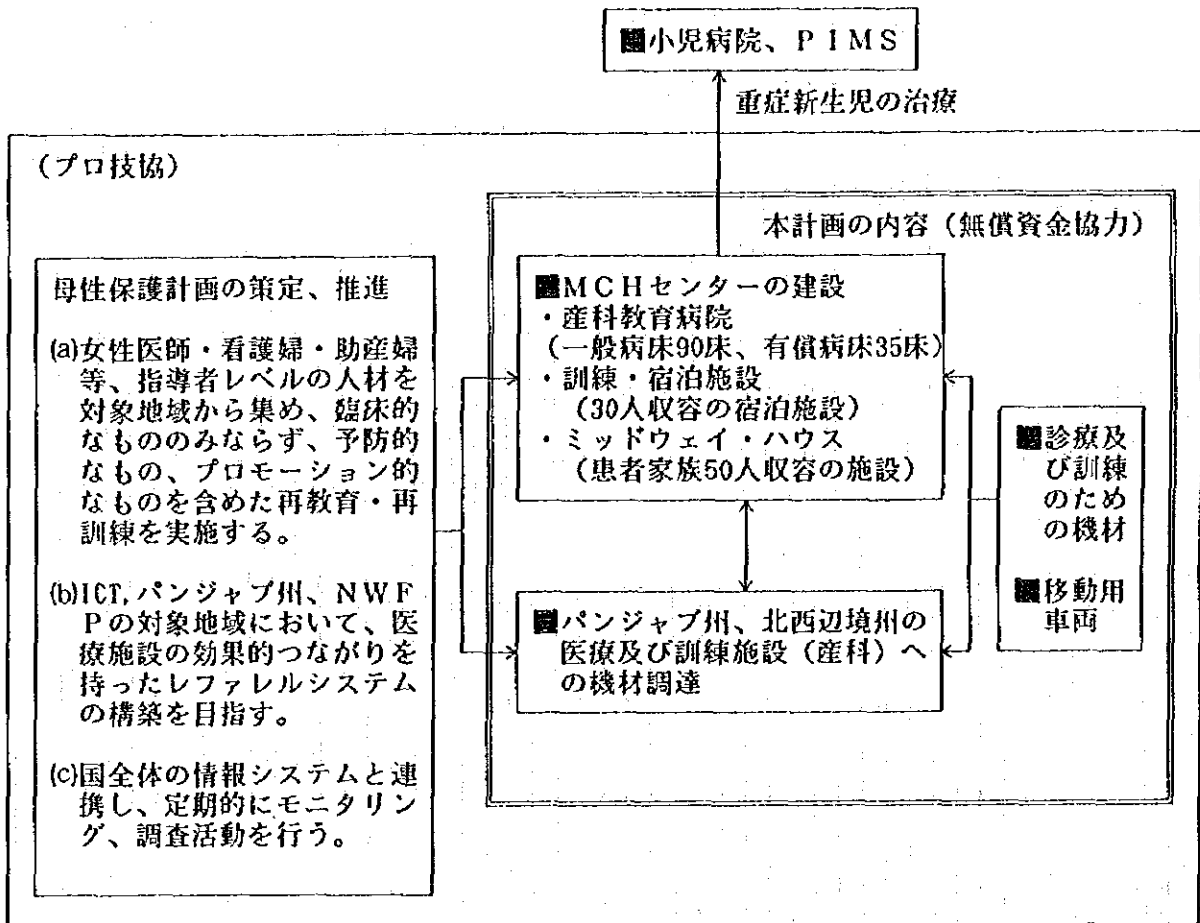 ■小児病院、PIMS
重症新生児の治療
(プロ技協)
本計画の内容(無償資金協力)
母性保護計画の策定、推進
(a)女性医師・看護婦・助産婦
等、指導者レベルの人材を
対象地域から集め、臨床的
なもののみならず、予防的
なもの、プロモーション的
なものを含めた再教育・再
訓練を実施する。
(b)ICT,パンジャブ州、NWF
Pの対象地域において、医
療施設の効果的つながりを
持ったレファレルシステム
の構築を目指す。
(c)国全体の情報システムと連
携し、定期的にモニタリン
グ、調査活動を行う。
■MCHセンターの建設
・産科教育病院
(一般病床90床、有償病床35床)
・訓練・宿泊施設
(30人収容の宿泊施設)
・ミッドウェイ・ハウス
(患者家族50人収容の施設)
■パンジャブ州、北西辺境州の
医療及び訓練施設(産科)へ
の機材調達
■診療及
び訓練
のため
の機材
■移動用
車両